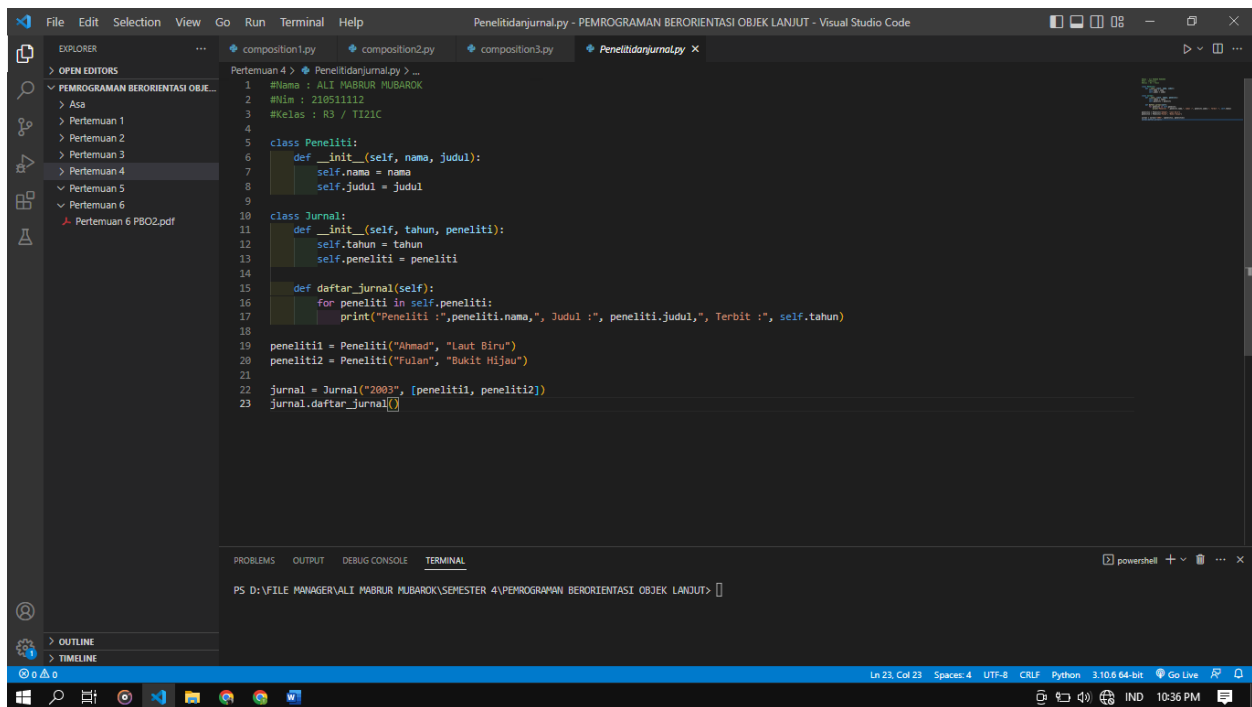 File Edit Selection View Go Run Terminal Help
Penelitidanjurnal.py - PEMROGRAMAN BERORIENTASI OBJEK LANJUT - Visual Studio Code
EXPLORER
composition1.py
composition2.py
composition3.py
Penelitidanjurnal.py
OPEN EDITORS
PEMROGRAMAN BERORIENTASI OBJE...
Asa
Pertemuan 1
Pertemuan 2
Pertemuan 3
Pertemuan 4
Pertemuan 5
Pertemuan 6
Pertemuan 6 PBO2.pdf
OUTLINE
TIMELINE
Pertemuan 4 > Penelitidanjurnal.py > ...
1 #Nama : ALI MABRUR MUBAROK
2 #Nim : 210511112
3 #Kelas : R3 / TI21C
4
5 class Peneliti:
6     def __init__(self, nama, judul):
7         self.nama = nama
8         self.judul = judul
9
10 class Jurnal:
11     def __init__(self, tahun, peneliti):
12         self.tahun = tahun
13         self.peneliti = peneliti
14
15     def daftar_jurnal(self):
16         for peneliti in self.peneliti:
17             print("Peneliti :",peneliti.nama,", Judul :", peneliti.judul,", Terbit :", self.tahun)
18
19 peneliti1 = Peneliti("Ahmad", "Laut Biru")
20 peneliti2 = Peneliti("Fulan", "Bukit Hijau")
21
22 jurnal = Jurnal("2003", [peneliti1, peneliti2])
23 jurnal.daftar_jurnal()
PROBLEMS OUTPUT DEBUG CONSOLE TERMINAL
powershell
PS D:\FILE MANAGER\ALI MABRUR MUBAROK\SEMESTER 4\PEMROGRAMAN BERORIENTASI OBJEK LANJUT>
1
0 0
Ln 23, Col 23 Spaces: 4 UTF-8 CRLF Python 3.10.6 64-bit Go Live
IND 10:36 PM